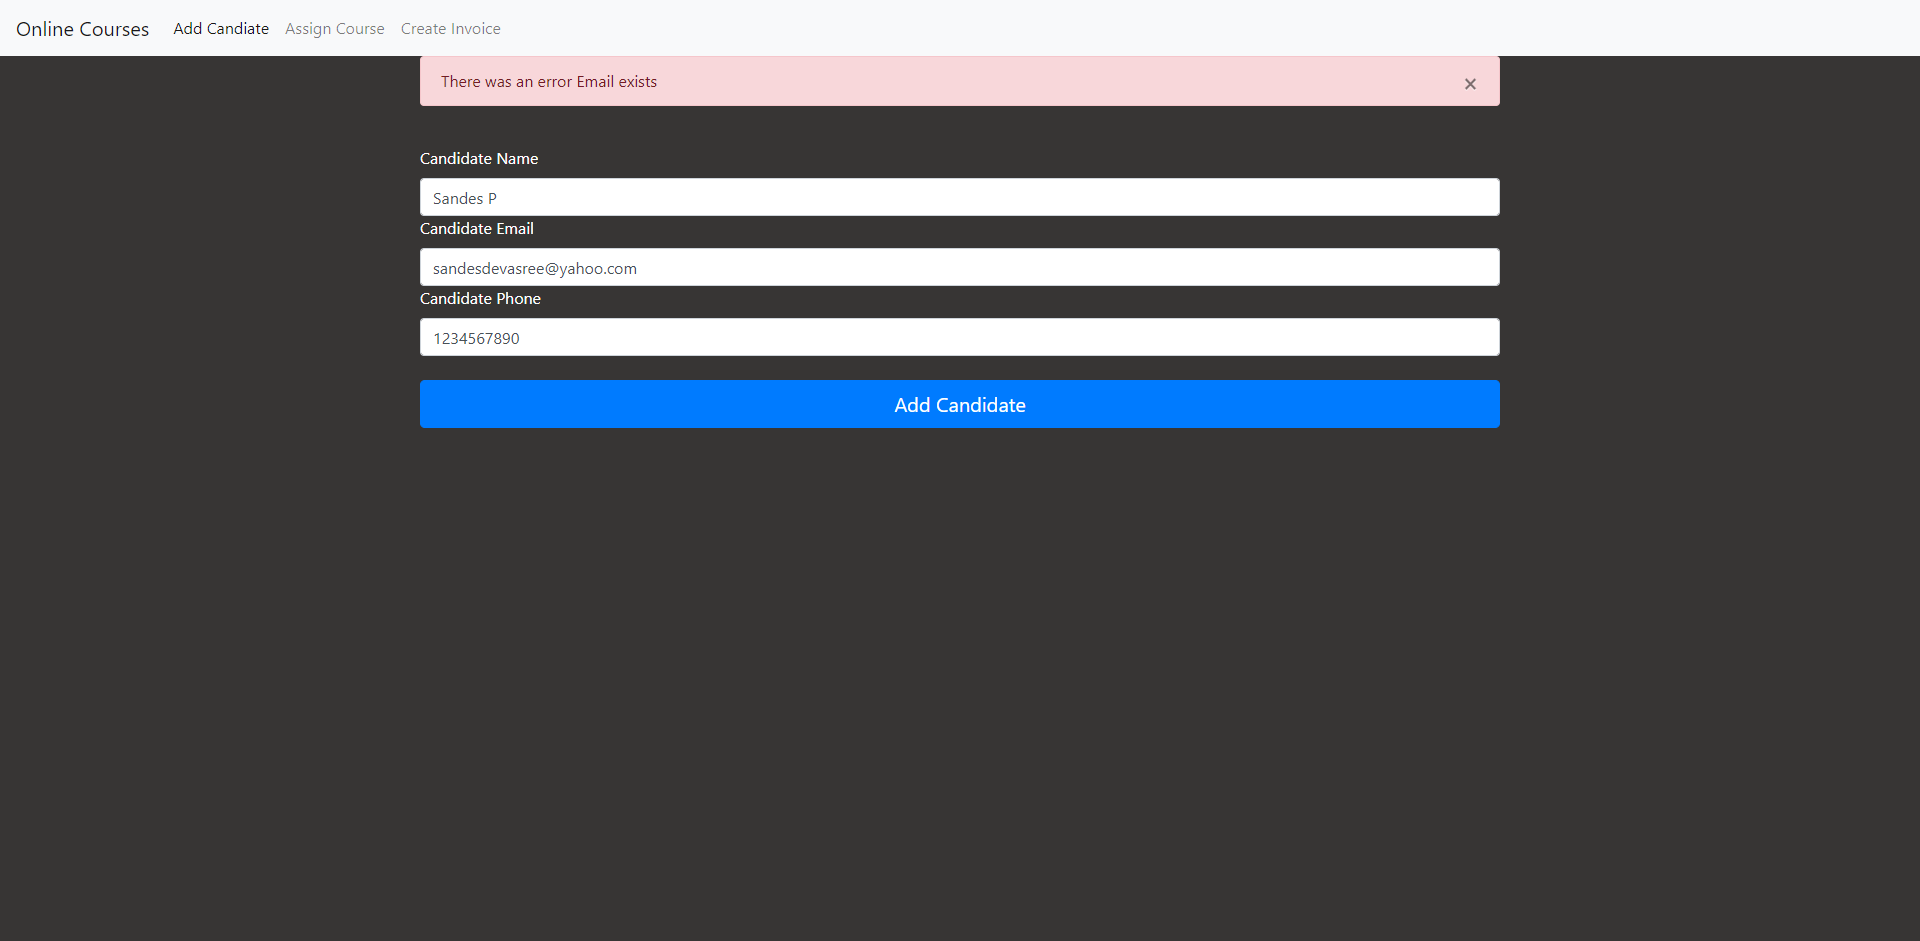 Online Courses Add Candiate Assign Course Create Invoice
There was an error Email exists ×
Candidate Name
Sandes P
Candidate Email
sandesdevasree@yahoo.com
Candidate Phone
1234567890
Add Candidate